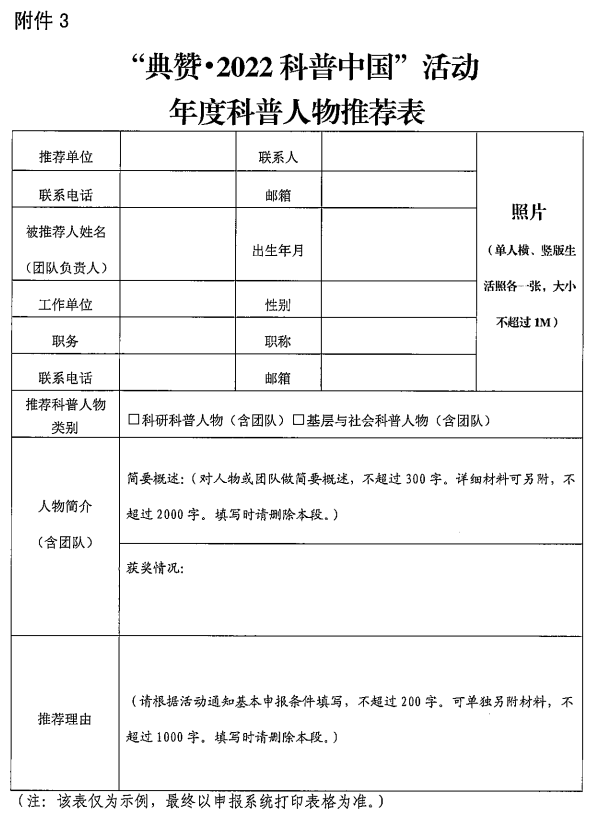 附件 3
“典赞·2022 科普中国”活动
年度科普人物推荐表
推荐单位 联系人
联系电话 邮箱
照片
（单人横、竖版生
活照各一张，大小
不超过 1M）
被推荐人姓名
（团队负责人）
出生年月
工作单位 性别
职务 职称
联系电话 邮箱
推荐科普人物
类别
□科研科普人物（含团队）□基层与社会科普人物（含团队）
人物简介
（含团队）
简要概述：（对人物或团队做简要概述，不超过 300 字。详细材料可另附，不
超过 2000 字。填写时请删除本段。）
获奖情况：
推荐理由
（请根据活动通知基本申报条件填写，不超过 200 字。可单独另附材料，不
超过 1000 字。填写时请删除本段。）
（注：该表仅为示例，最终以申报系统打印表格为准。）